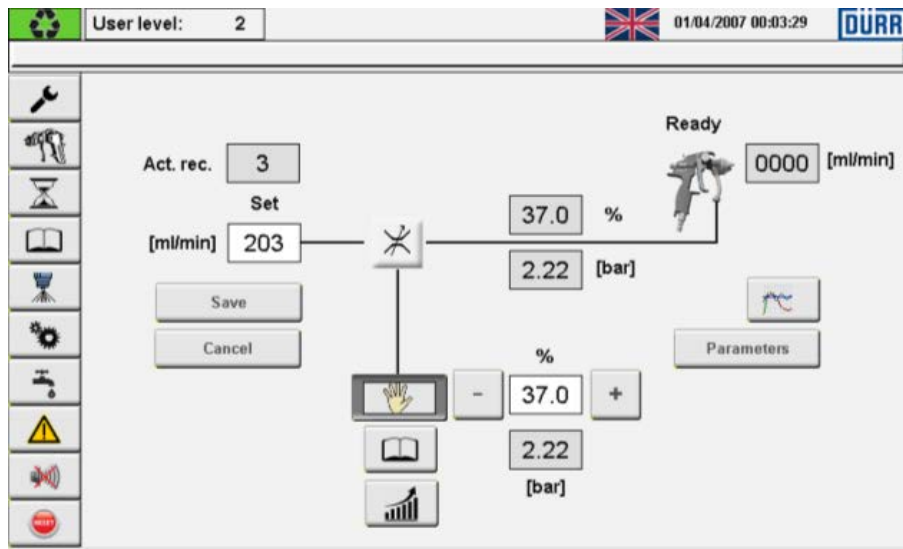 User level: 2
01/04/2007 00:03:29
DÜRR
Ready
Act. rec. 3
0000 [ml/min]
Set
37.0 %
[ml/min] 203
2.22 [bar]
Save
Cancel
Parameters
%
- 37.0 +
2.22
[bar]
RESET